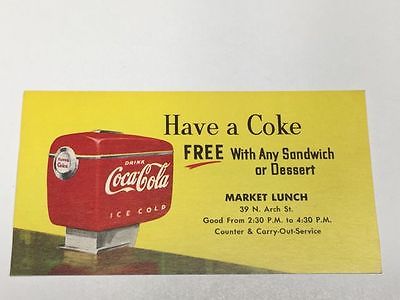 Have a Coke
FREE With Any Sandwich
or Dessert
MARKET LUNCH
39 N. Arch St.
Good From 2:30 P.M. to 4:30 P.M.
Counter & Carry-Out-Service
DRINK
Coca-Cola
ICE COLD